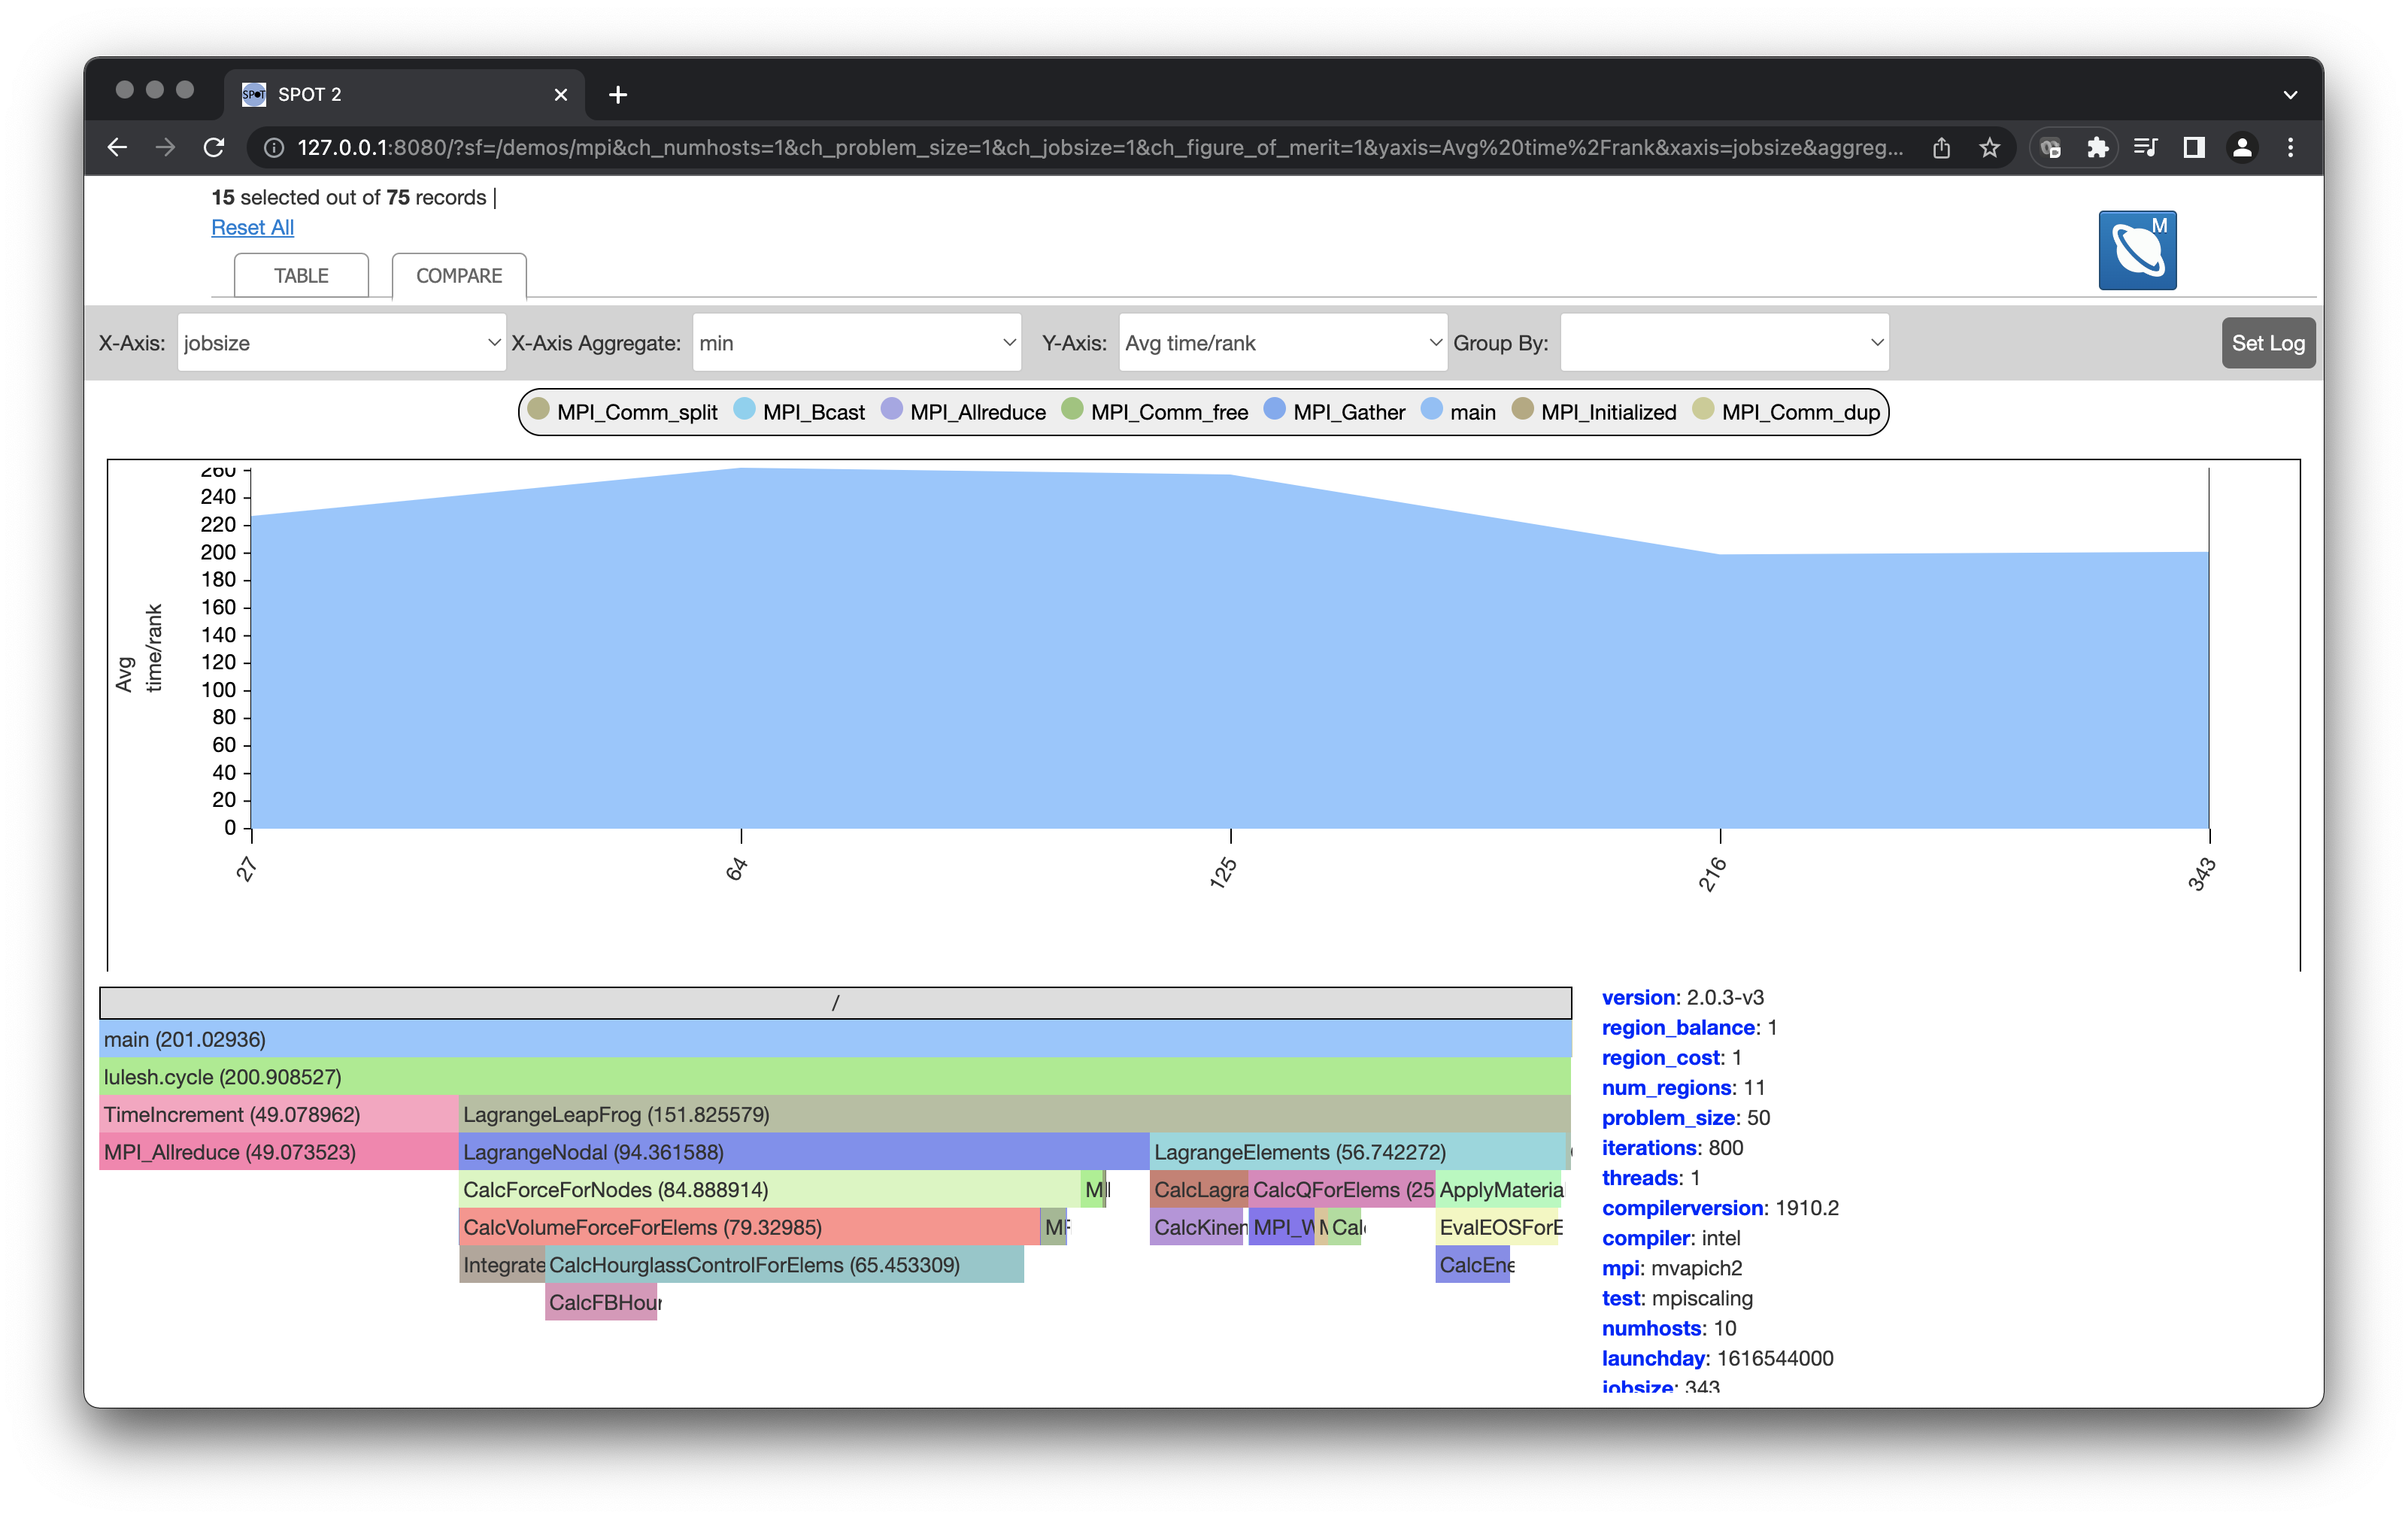 SPOT 2
127.0.0.1:8080/?sf=/demos/mpi&ch_numhosts=1&ch_problem_size=1&ch_jobsize=1&ch_figure_of_merit=1&yaxis=Avg%20time%2Frank&xaxis=jobsize&aggreg...
15 selected out of 75 records |
Reset All
M
TABLE COMPARE
X-Axis: jobsize X-Axis Aggregate: min Y-Axis: Avg time/rank Group By: Set Log
MPI_Comm_split MPI_Bcast MPI_Allreduce MPI_Comm_free MPI_Gather main MPI_Initialized MPI_Comm_dup
260
240
220
200
180
160
140
120
100
80
60
40
20
0
Avg
time/rank
27 64 125 216 343
/
main (201.02936)
lulesh.cycle (200.908527)
TimeIncrement (49.078962) LagrangeLeapFrog (151.825579)
MPI_Allreduce (49.073523) LagrangeNodal (94.361588) LagrangeElements (56.742272)
CalcForceForNodes (84.888914) M CalcLagra CalcQForElems (25 ApplyMateria
CalcVolumeForceForElems (79.32985) CalcKinen MPI_W Cal EvalEOSForE
Integrate CalcHourglassControlForElems (65.453309) CalcEne
CalcFBHour
version: 2.0.3-v3
region_balance: 1
region_cost: 1
num_regions: 11
problem_size: 50
iterations: 800
threads: 1
compilerversion: 1910.2
compiler: intel
mpi: mvapich2
test: mpiscaling
numhosts: 10
launchday: 1616544000
jobsize: 343